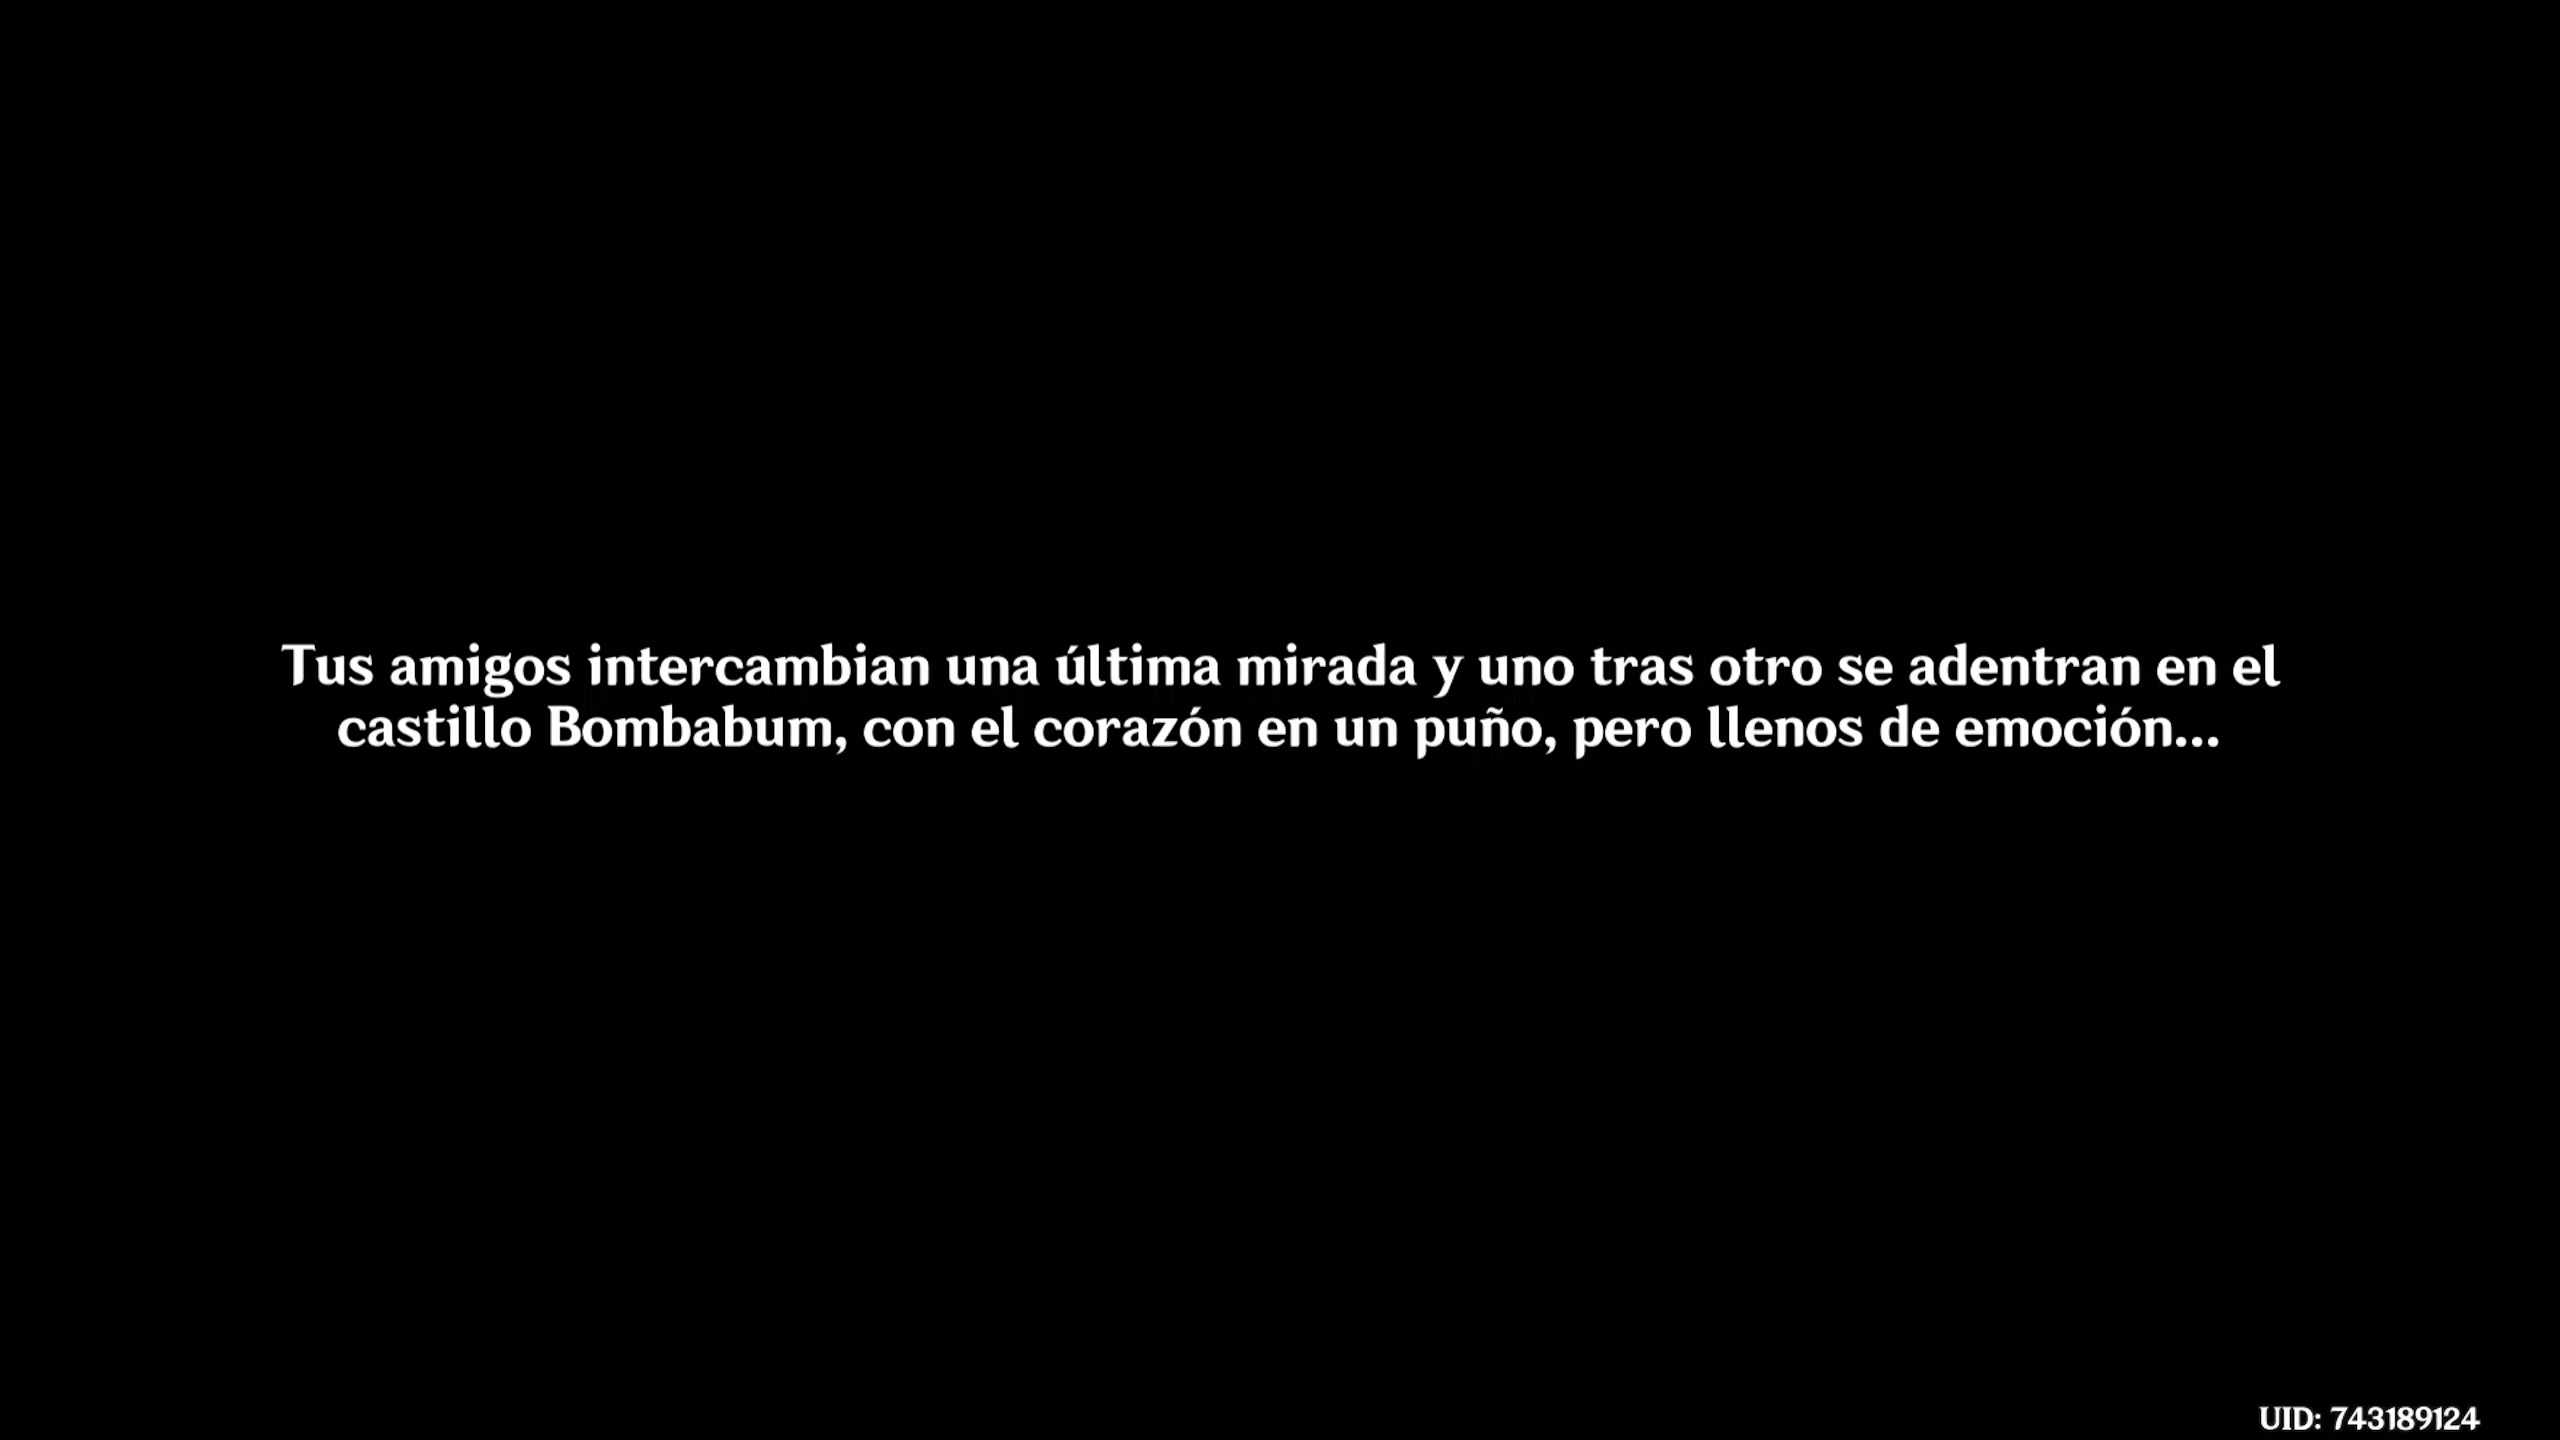 Tus amigos intercambian una última mirada y uno tras otro se adentran en el
castillo Bombabum, con el corazón en un puño, pero llenos de emoción...
UID: 743189124